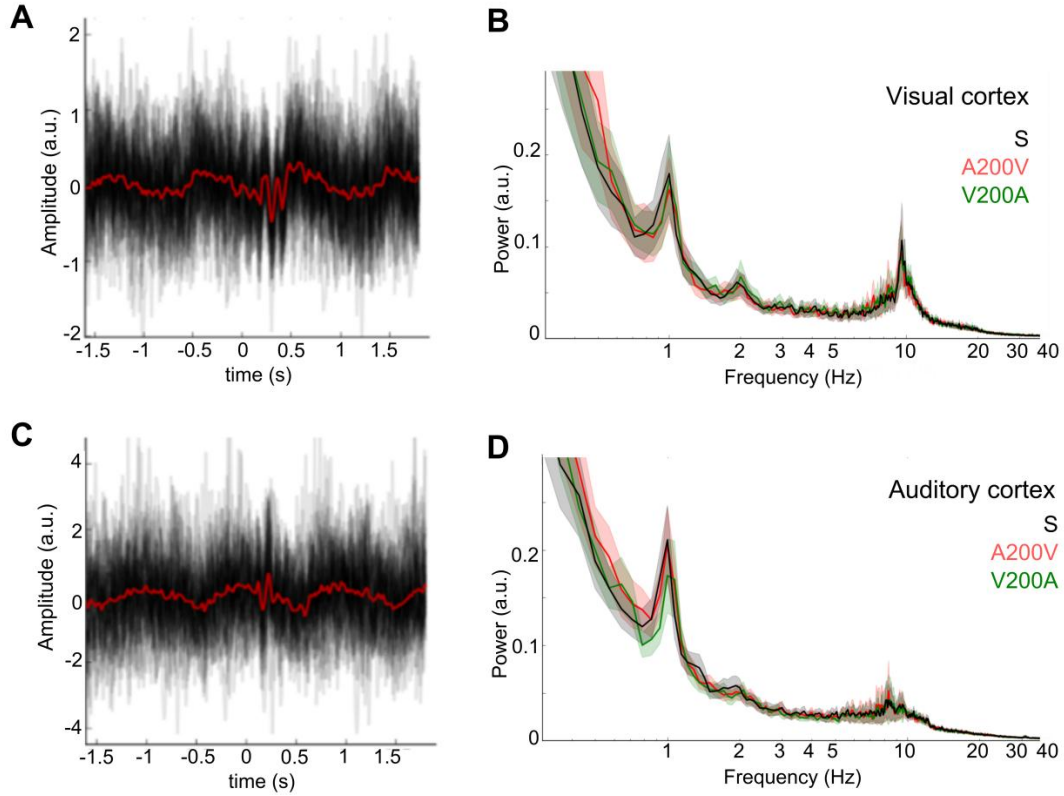 A
2
1
0
-1
-2
Amplitude (a.u.)
-1.5 -1 -0.5 0 0.5 1 1.5
time (s)
B
Visual cortex
S
A200V
V200A
0.2
0.1
0
Power (a.u.)
1 2 3 4 5 10 20 30 40
Frequency (Hz)
C
4
2
0
-2
-4
Amplitude (a.u.)
-1.5 -1 -0.5 0 0.5 1 1.5
time (s)
D
Auditory cortex
S
A200V
V200A
0.2
0.1
0
Power (a.u.)
1 2 3 4 5 10 20 30 40
Frequency (Hz)